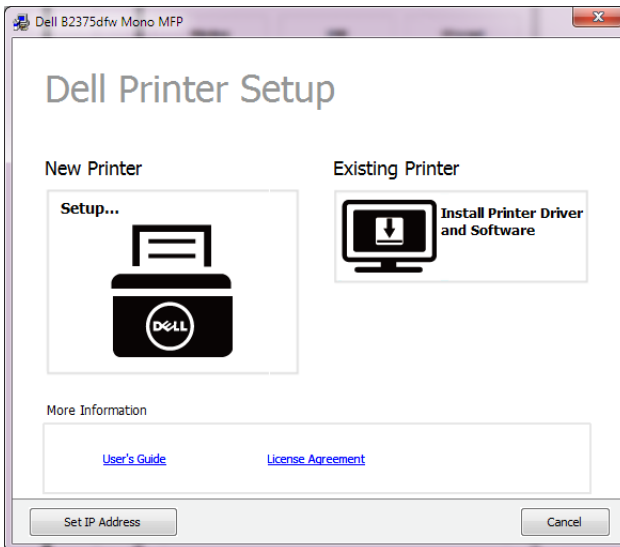 Dell B2375dfw Mono MFP
Dell Printer Setup
New Printer
Existing Printer
Setup...
DELL
Install Printer Driver
and Software
More Information
User's Guide
License Agreement
Set IP Address
Cancel